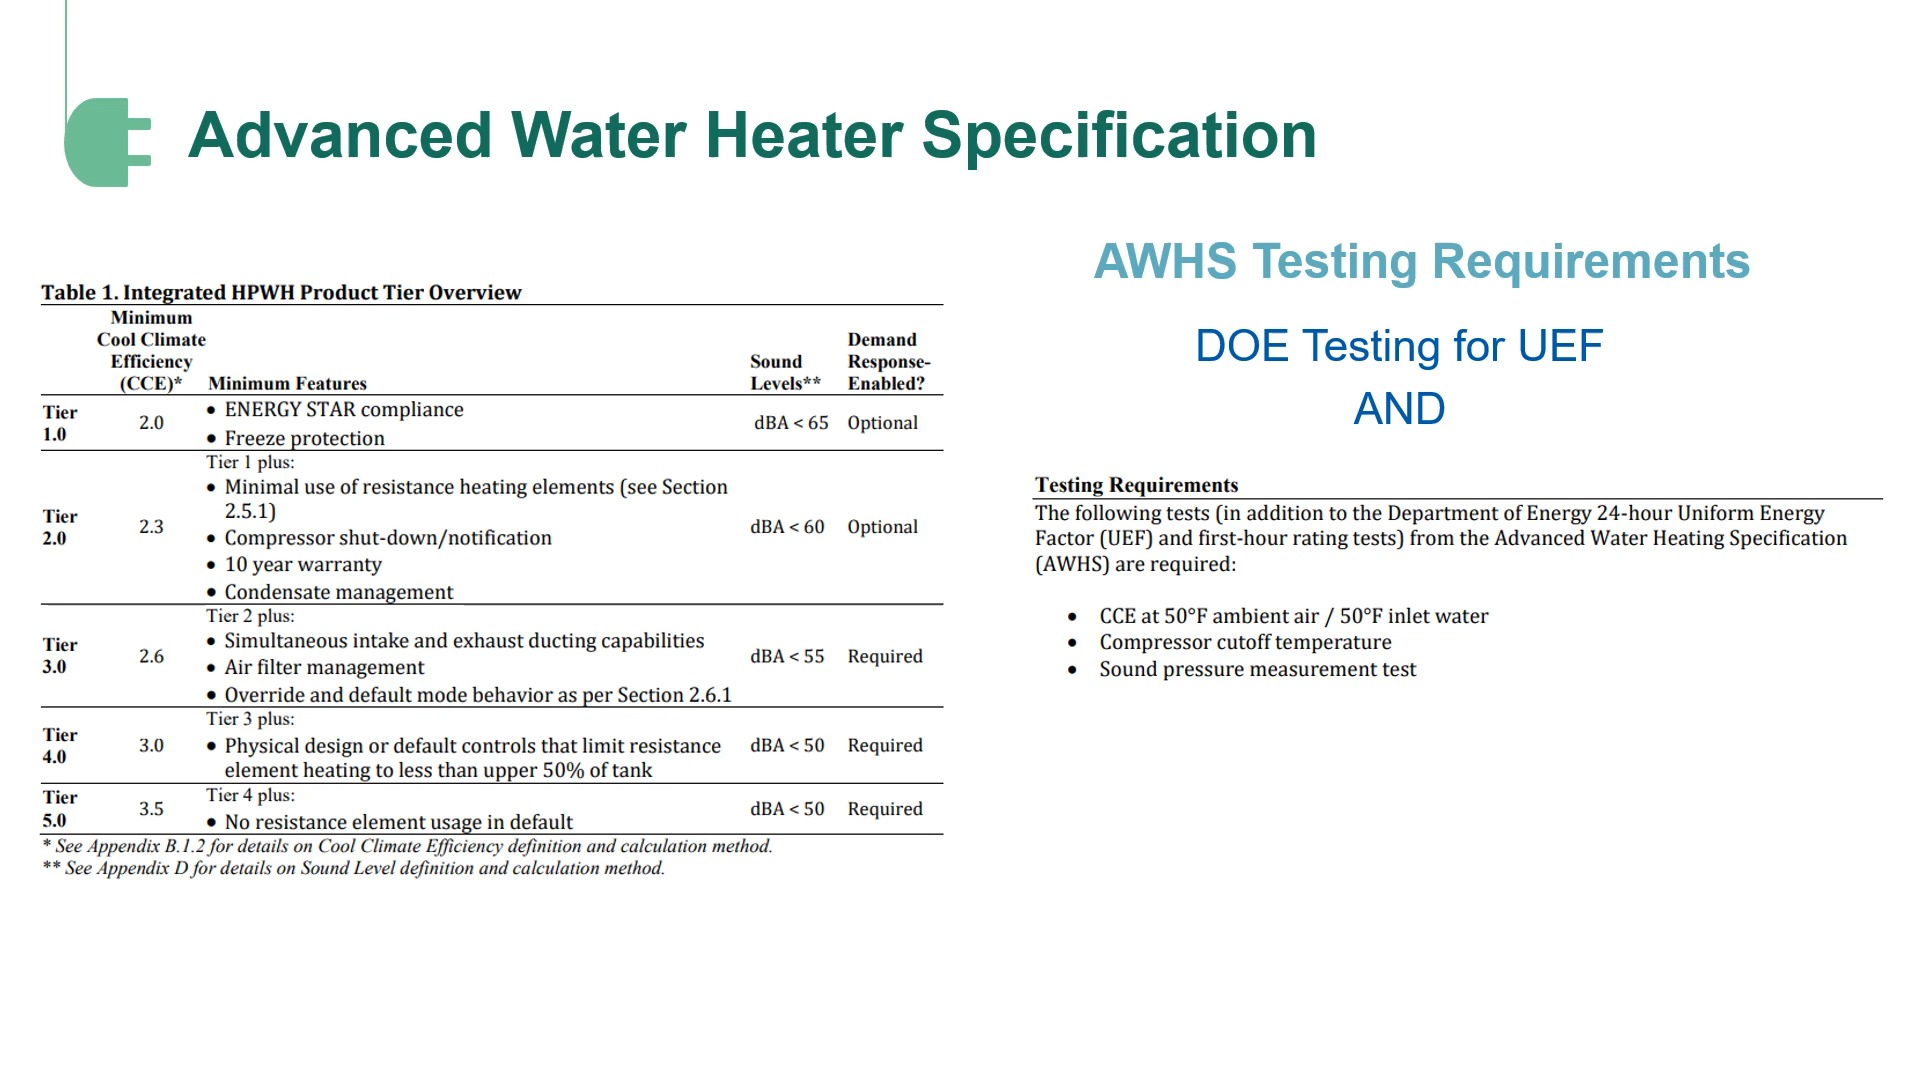 Advanced Water Heater Specification
Table 1. Integrated HPWH Product Tier Overview
Minimum
Cool Climate
Efficiency
(CCE)*
Minimum Features
Sound
Levels**
Demand
Response-
Enabled?
Tier
1.0
2.0
• ENERGY STAR compliance
• Freeze protection
dBA < 65
Optional
Tier
2.0
2.3
Tier 1 plus:
• Minimal use of resistance heating elements (see Section
2.5.1)
• Compressor shut-down/notification
• 10 year warranty
• Condensate management
dBA < 60
Optional
Tier
3.0
2.6
Tier 2 plus:
• Simultaneous intake and exhaust ducting capabilities
• Air filter management
• Override and default mode behavior as per Section 2.6.1
dBA < 55
Required
Tier
4.0
3.0
Tier 3 plus:
• Physical design or default controls that limit resistance
element heating to less than upper 50% of tank
dBA < 50
Required
Tier
5.0
3.5
Tier 4 plus:
• No resistance element usage in default
dBA < 50
Required
* See Appendix B.1.2 for details on Cool Climate Efficiency definition and calculation method.
** See Appendix D for details on Sound Level definition and calculation method.
AWHS Testing Requirements
DOE Testing for UEF
AND
Testing Requirements
The following tests (in addition to the Department of Energy 24-hour Uniform Energy
Factor (UEF) and first-hour rating tests) from the Advanced Water Heating Specification
(AWHS) are required:
• CCE at 50°F ambient air / 50°F inlet water
• Compressor cutoff temperature
• Sound pressure measurement test